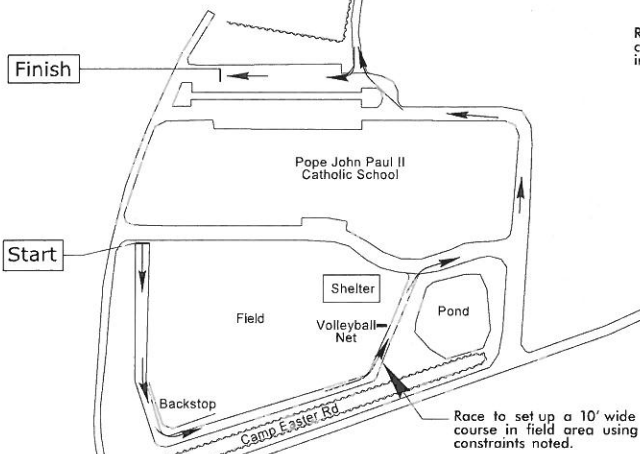 Finish
Pope John Paul II
Catholic School
Start
Shelter
Field
Volleyball
Net
Pond
Backstop
Camp Easter Rd
Race to set up a 10' wide
course in field area using
constraints noted.